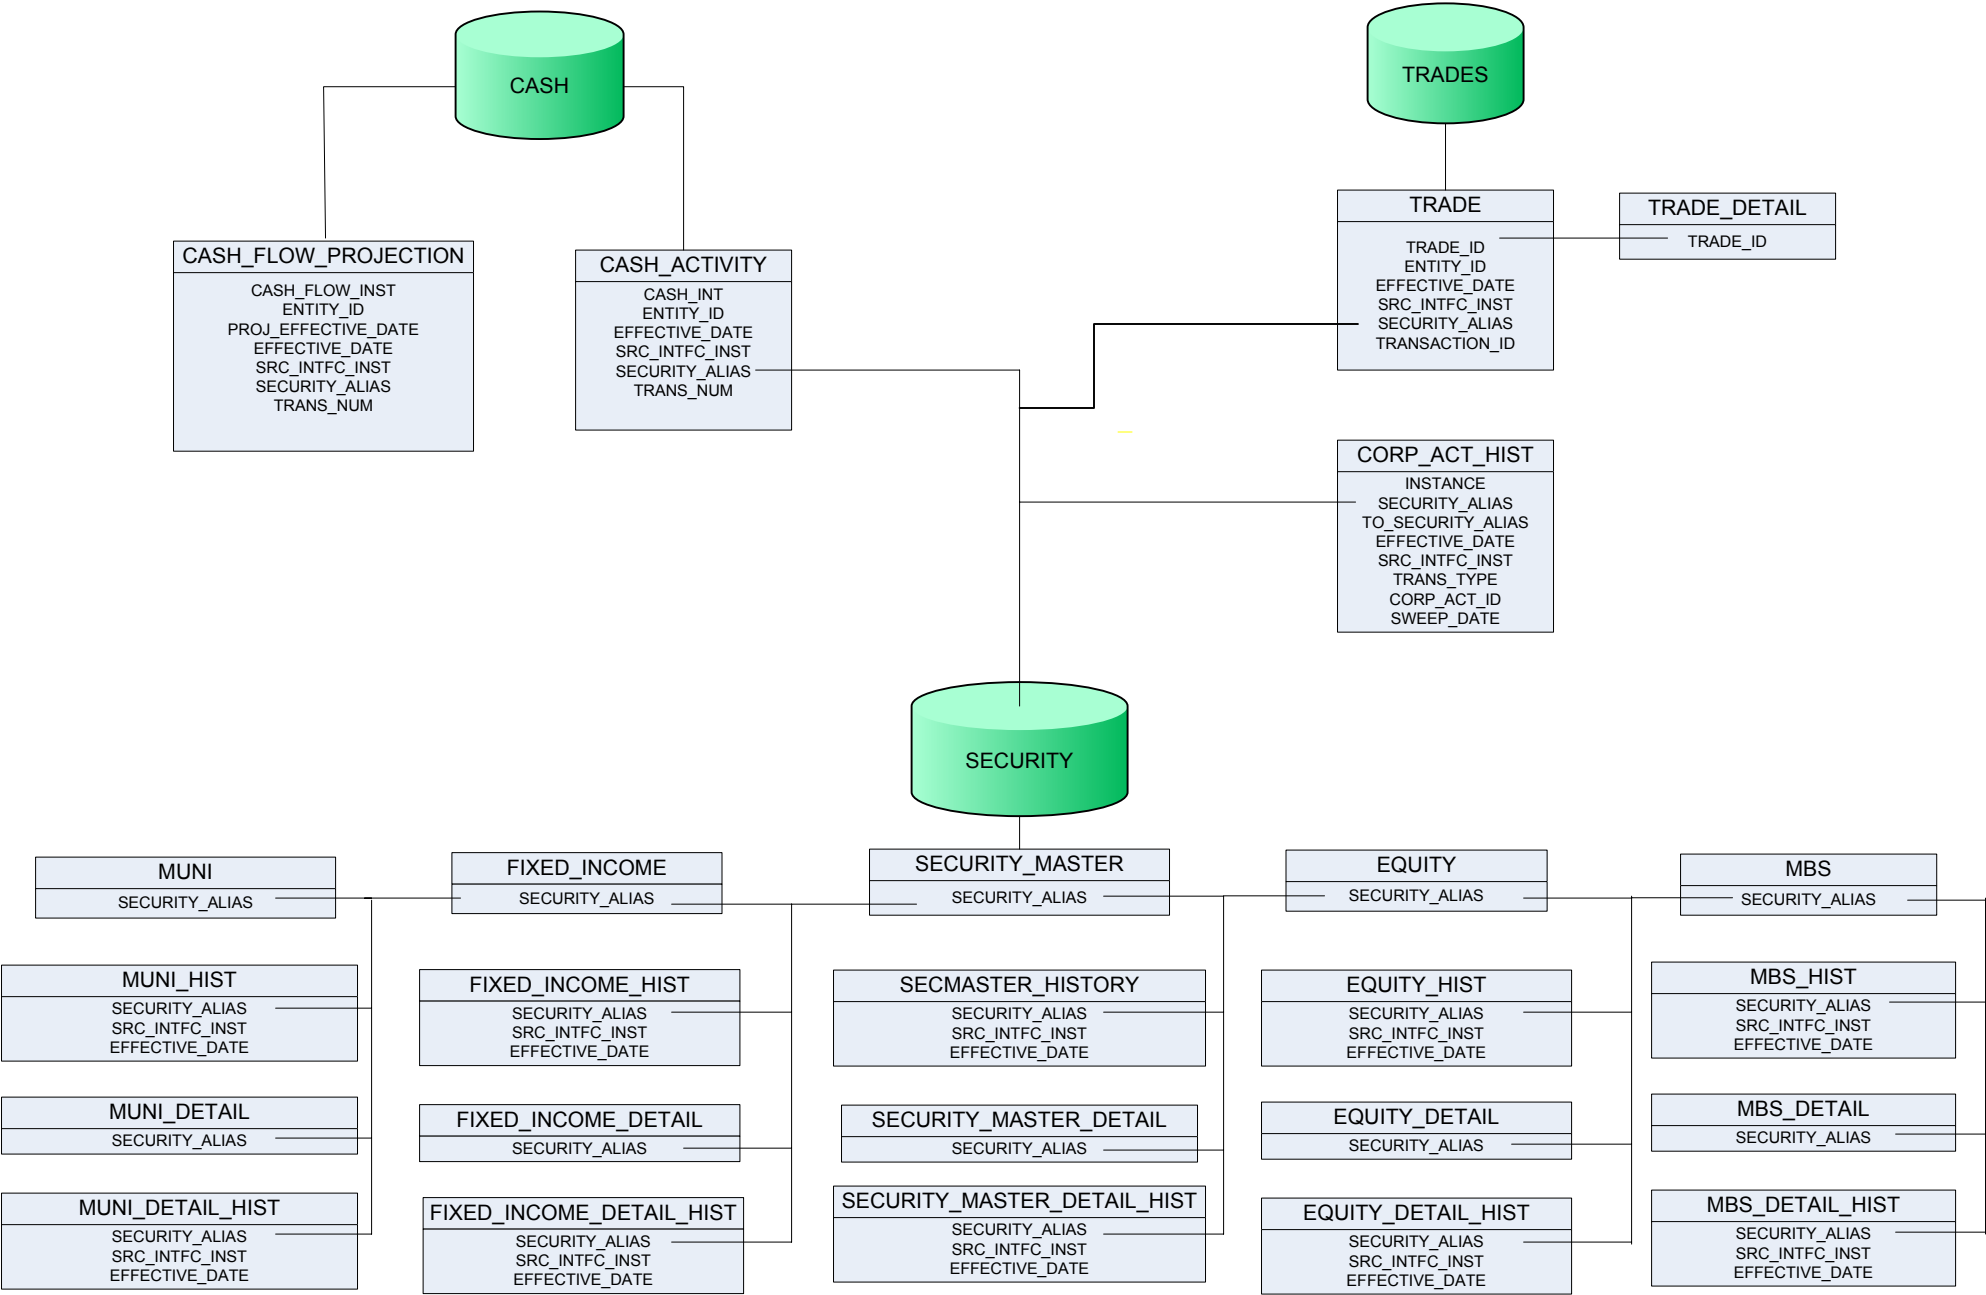 CASH
TRADES
CASH_FLOW_PROJECTION
CASH_FLOW_INST
ENTITY_ID
PROJ_EFFECTIVE_DATE
EFFECTIVE_DATE
SRC_INTFC_INST
SECURITY_ALIAS
TRANS_NUM
CASH_ACTIVITY
CASH_INT
ENTITY_ID
EFFECTIVE_DATE
SRC_INTFC_INST
SECURITY_ALIAS
TRANS_NUM
TRADE
TRADE_ID
ENTITY_ID
EFFECTIVE_DATE
SRC_INTFC_INST
SECURITY_ALIAS
TRANSACTION_ID
TRADE_DETAIL
TRADE_ID
CORP_ACT_HIST
INSTANCE
SECURITY_ALIAS
TO_SECURITY_ALIAS
EFFECTIVE_DATE
SRC_INTFC_INST
TRANS_TYPE
CORP_ACT_ID
SWEEP_DATE
SECURITY
MUNI
SECURITY_ALIAS
FIXED_INCOME
SECURITY_ALIAS
SECURITY_MASTER
SECURITY_ALIAS
EQUITY
SECURITY_ALIAS
MBS
SECURITY_ALIAS
MUNI_HIST
SECURITY_ALIAS
SRC_INTFC_INST
EFFECTIVE_DATE
FIXED_INCOME_HIST
SECURITY_ALIAS
SRC_INTFC_INST
EFFECTIVE_DATE
SECMASTER_HISTORY
SECURITY_ALIAS
SRC_INTFC_INST
EFFECTIVE_DATE
EQUITY_HIST
SECURITY_ALIAS
SRC_INTFC_INST
EFFECTIVE_DATE
MBS_HIST
SECURITY_ALIAS
SRC_INTFC_INST
EFFECTIVE_DATE
MUNI_DETAIL
SECURITY_ALIAS
FIXED_INCOME_DETAIL
SECURITY_ALIAS
SECURITY_MASTER_DETAIL
SECURITY_ALIAS
EQUITY_DETAIL
SECURITY_ALIAS
MBS_DETAIL
SECURITY_ALIAS
MUNI_DETAIL_HIST
SECURITY_ALIAS
SRC_INTFC_INST
EFFECTIVE_DATE
FIXED_INCOME_DETAIL_HIST
SECURITY_ALIAS
SRC_INTFC_INST
EFFECTIVE_DATE
SECURITY_MASTER_DETAIL_HIST
SECURITY_ALIAS
SRC_INTFC_INST
EFFECTIVE_DATE
EQUITY_DETAIL_HIST
SECURITY_ALIAS
SRC_INTFC_INST
EFFECTIVE_DATE
MBS_DETAIL_HIST
SECURITY_ALIAS
SRC_INTFC_INST
EFFECTIVE_DATE